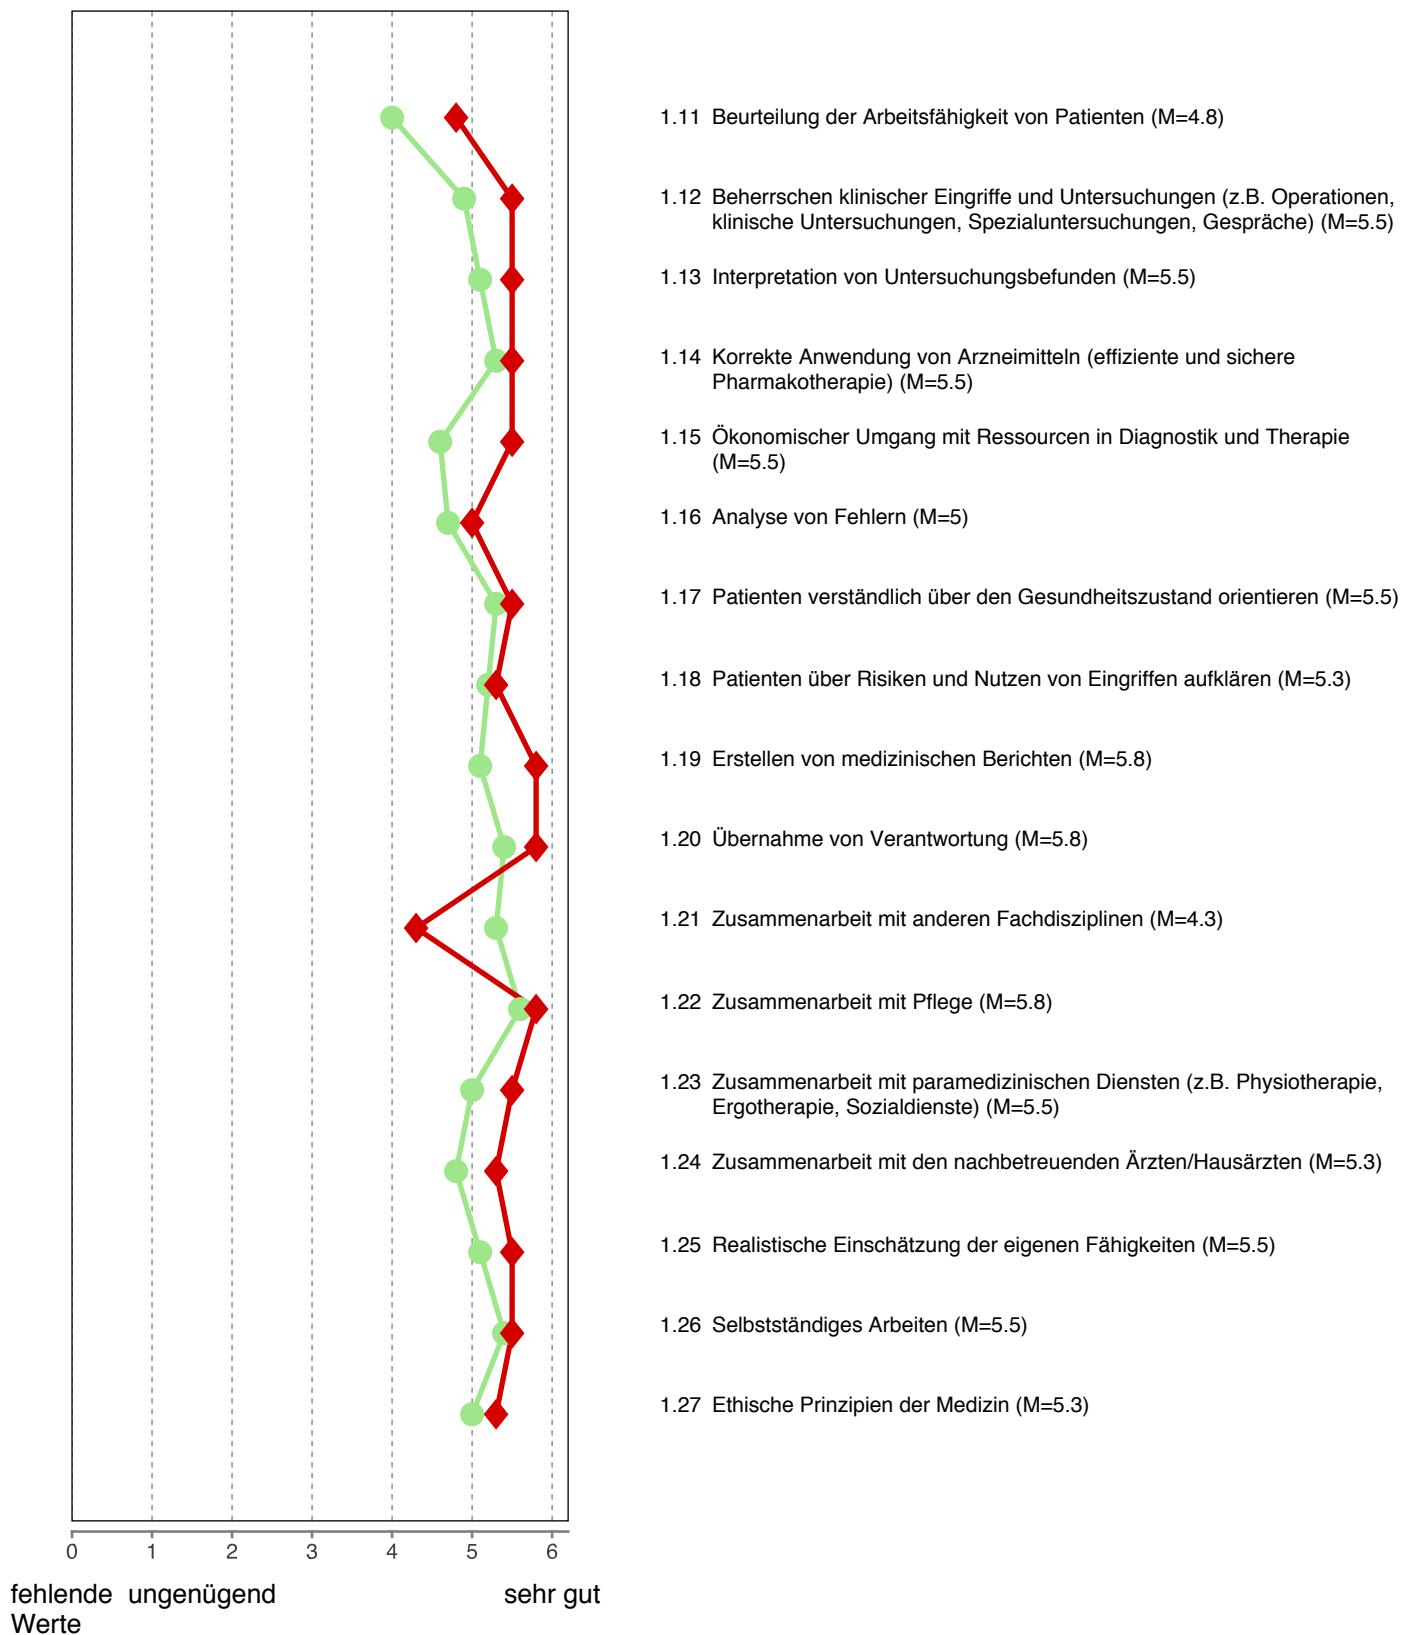 1.11 Beurteilung der Arbeitsfähigkeit von Patienten (M=4.8)
1.12 Beherrschen klinischer Eingriffe und Untersuchungen (z.B. Operationen,
klinische Untersuchungen, Spezialuntersuchungen, Gespräche) (M=5.5)
1.13 Interpretation von Untersuchungsbefunden (M=5.5)
1.14 Korrekte Anwendung von Arzneimitteln (effiziente und sichere
Pharmakotherapie) (M=5.5)
1.15 Ökonomischer Umgang mit Ressourcen in Diagnostik und Therapie
(M=5.5)
1.16 Analyse von Fehlern (M=5)
1.17 Patienten verständlich über den Gesundheitszustand orientieren (M=5.5)
1.18 Patienten über Risiken und Nutzen von Eingriffen aufklären (M=5.3)
1.19 Erstellen von medizinischen Berichten (M=5.8)
1.20 Übernahme von Verantwortung (M=5.8)
1.21 Zusammenarbeit mit anderen Fachdisziplinen (M=4.3)
1.22 Zusammenarbeit mit Pflege (M=5.8)
1.23 Zusammenarbeit mit paramedizinischen Diensten (z.B. Physiotherapie,
Ergotherapie, Sozialdienste) (M=5.5)
1.24 Zusammenarbeit mit den nachbetreuenden Ärzten/Hausärzten (M=5.3)
1.25 Realistische Einschätzung der eigenen Fähigkeiten (M=5.5)
1.26 Selbstständiges Arbeiten (M=5.5)
1.27 Ethische Prinzipien der Medizin (M=5.3)
0 1 2 3 4 5 6
fehlende ungenügend sehr gut
Werte